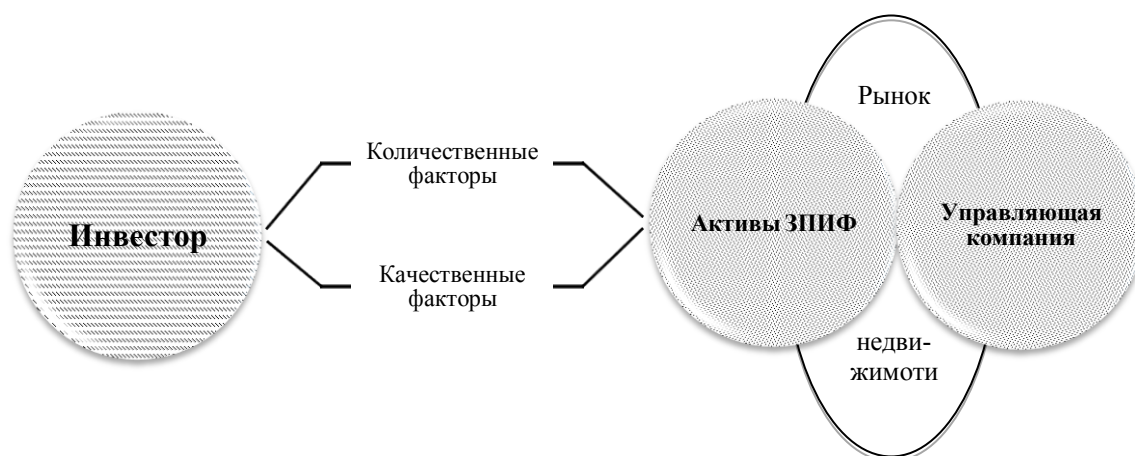 Инвестор
Количественные
факторы
Качественные
факторы
Рынок
Активы ЗПИФ
Управляющая
компания
недви-
жимоти